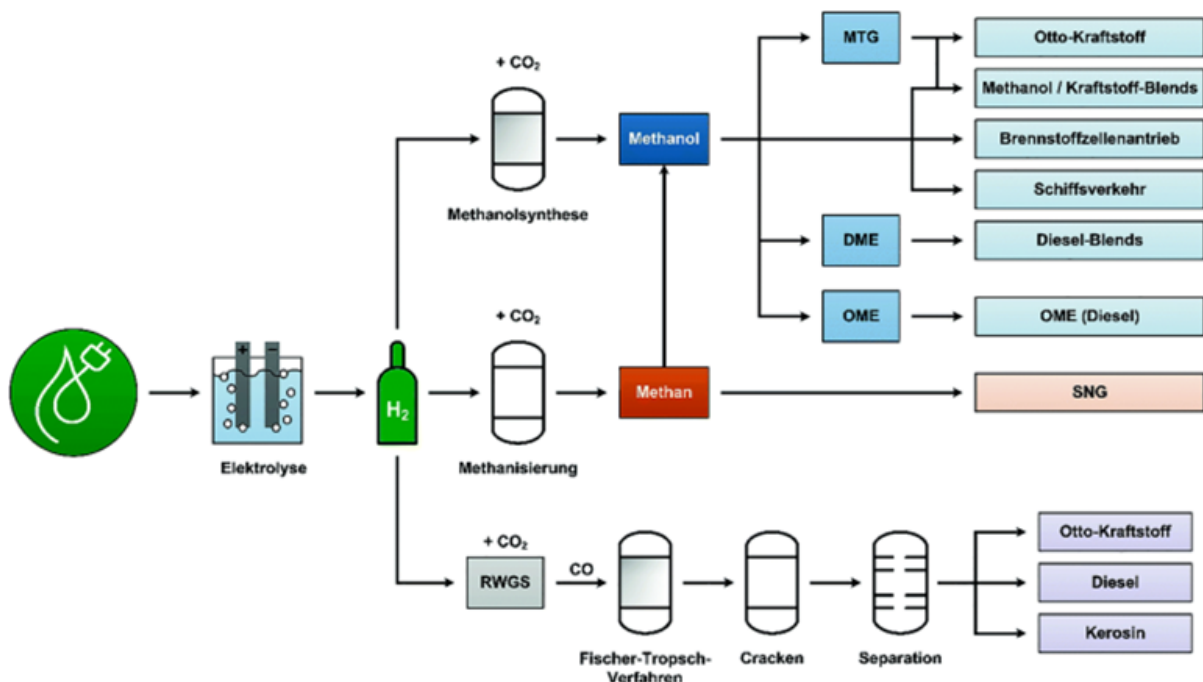 MTG
Otto-Kraftstoff
+ CO₂
Methanol / Kraftstoff-Blends
Methanol
Brennstoffzellenantrieb
Schiffsverkehr
Methanolsynthese
DME
Diesel-Blends
+ CO₂
OME
OME (Diesel)
+ −
H₂
Methan
SNG
Elektrolyse
Methanisierung
+ CO₂
Otto-Kraftstoff
RWGS
CO
Diesel
Kerosin
Fischer-Tropsch-
Verfahren
Cracken
Separation